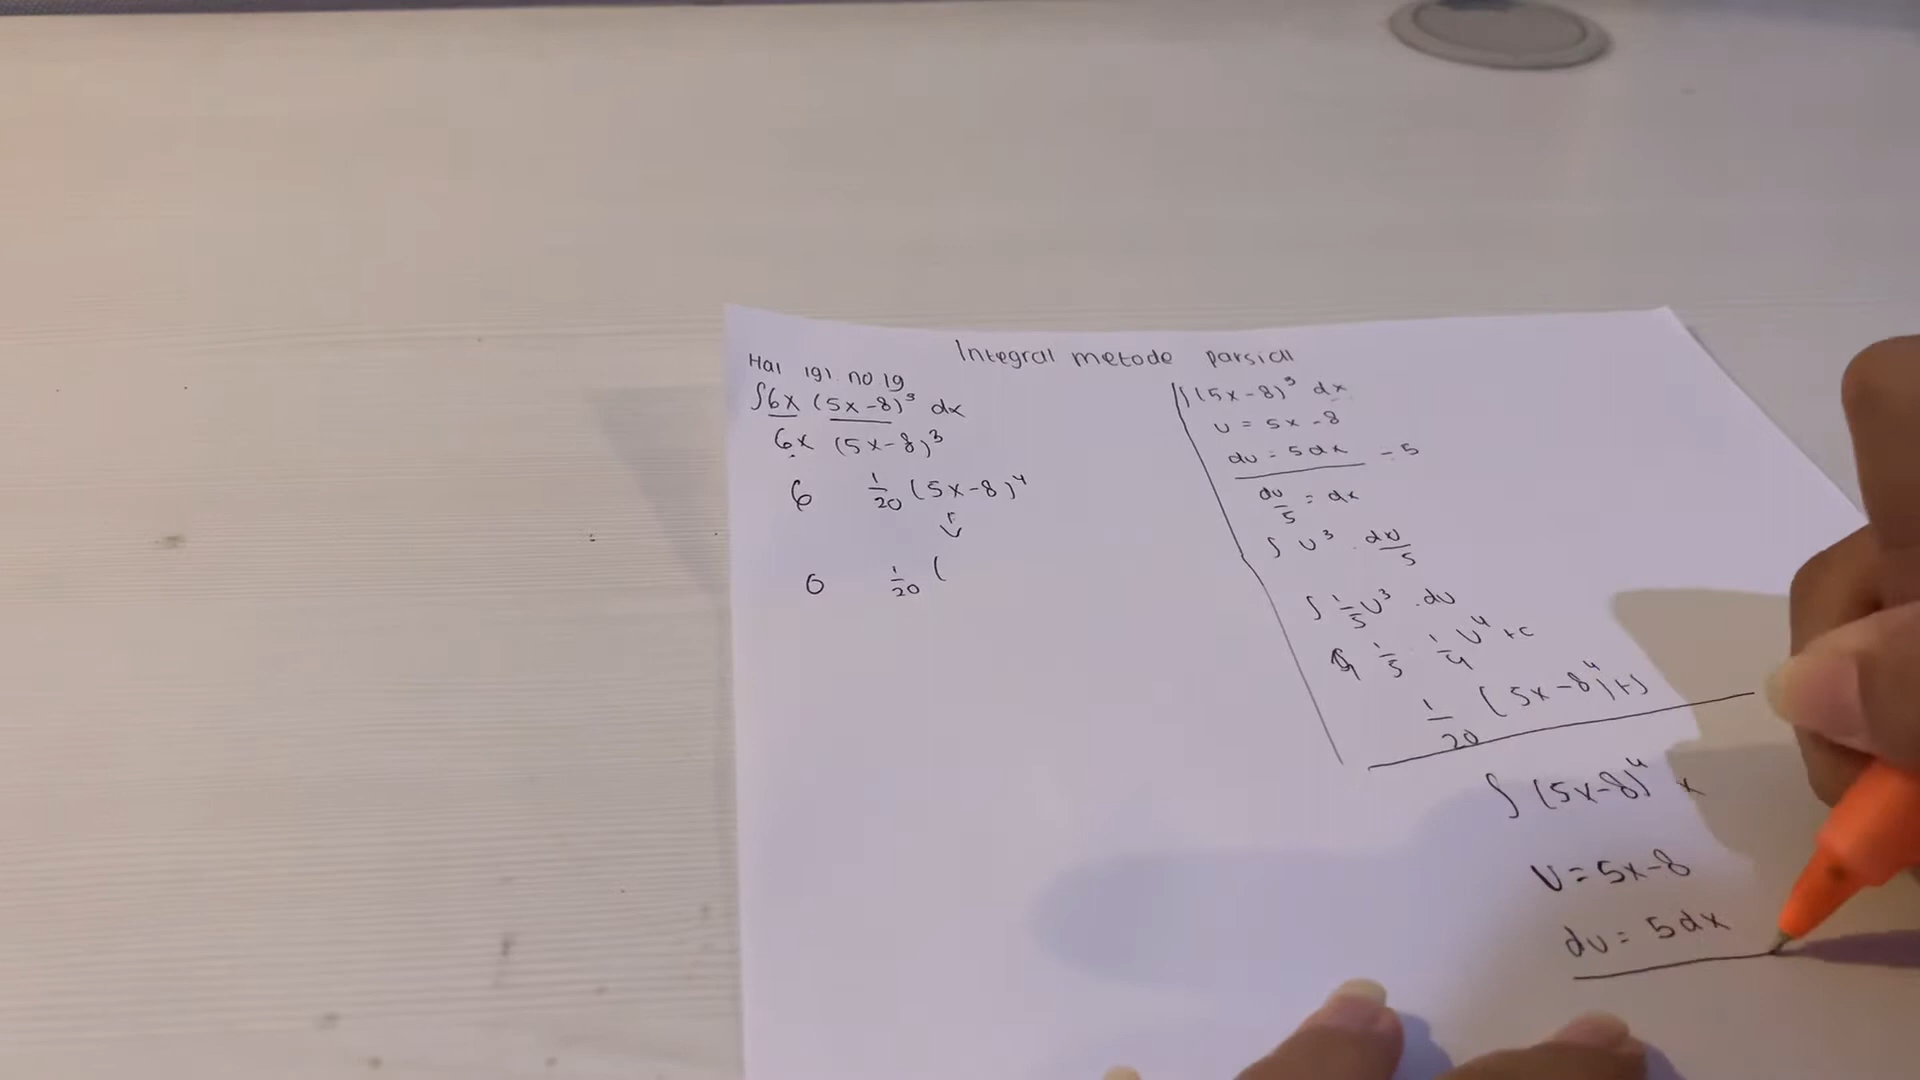 Integral metode parsial
Hal 191 no 19
∫6x (5x-8)³ dx
6x (5x-8)³
6 1/20 (5x-8)⁴
0 1/20 (
∫(5x-8)³ dx
u = 5x-8
du = 5dx - 5
du/5 = dx
∫ u³ . du/5
∫ 1/5 u³ . du
1/5 . 1/4 u⁴ +c
1/20 (5x-8)⁴ +
∫ (5x-8)⁴ x
u = 5x-8
du = 5dx